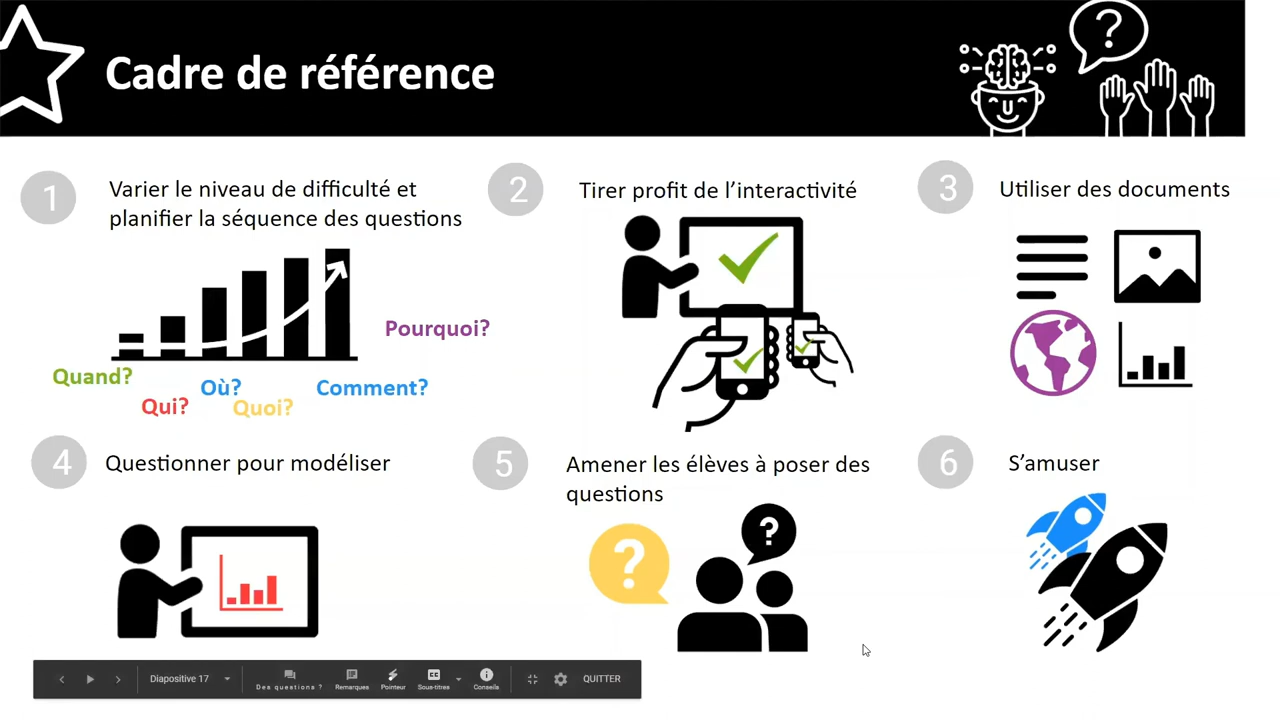 Cadre de référence
?
1
Varier le niveau de difficulté et
planifier la séquence des questions
2
Tirer profit de l’interactivité
3
Utiliser des documents
Pourquoi?
Quand?
Où?
Comment?
Qui?
Quoi?
4
Questionner pour modéliser
5
Amener les élèves à poser des
questions
?
?
6
S’amuser
Diapositive 17
Des questions ?
Remarques
Pointeur
Sous-titres
Conseils
QUITTER